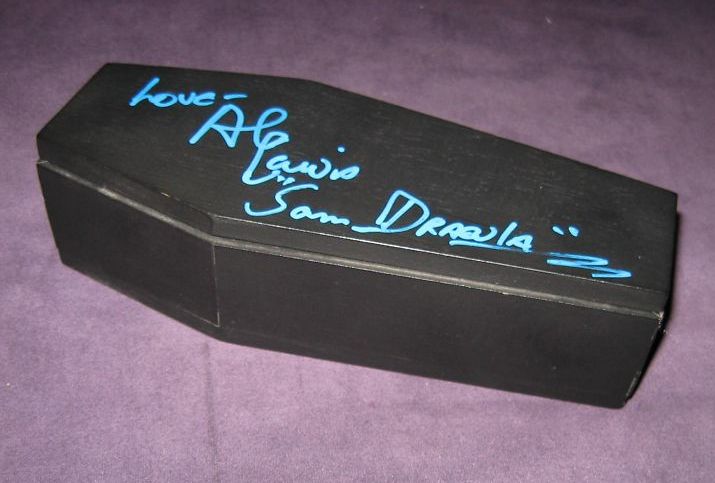 Love-
Al
Lewis
"Sam DRACULA"